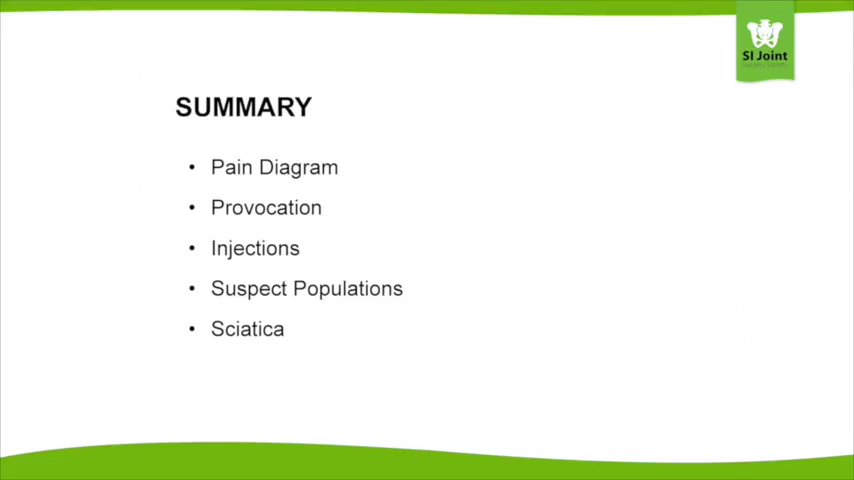 SI Joint
SUMMARY
• Pain Diagram
• Provocation
• Injections
• Suspect Populations
• Sciatica